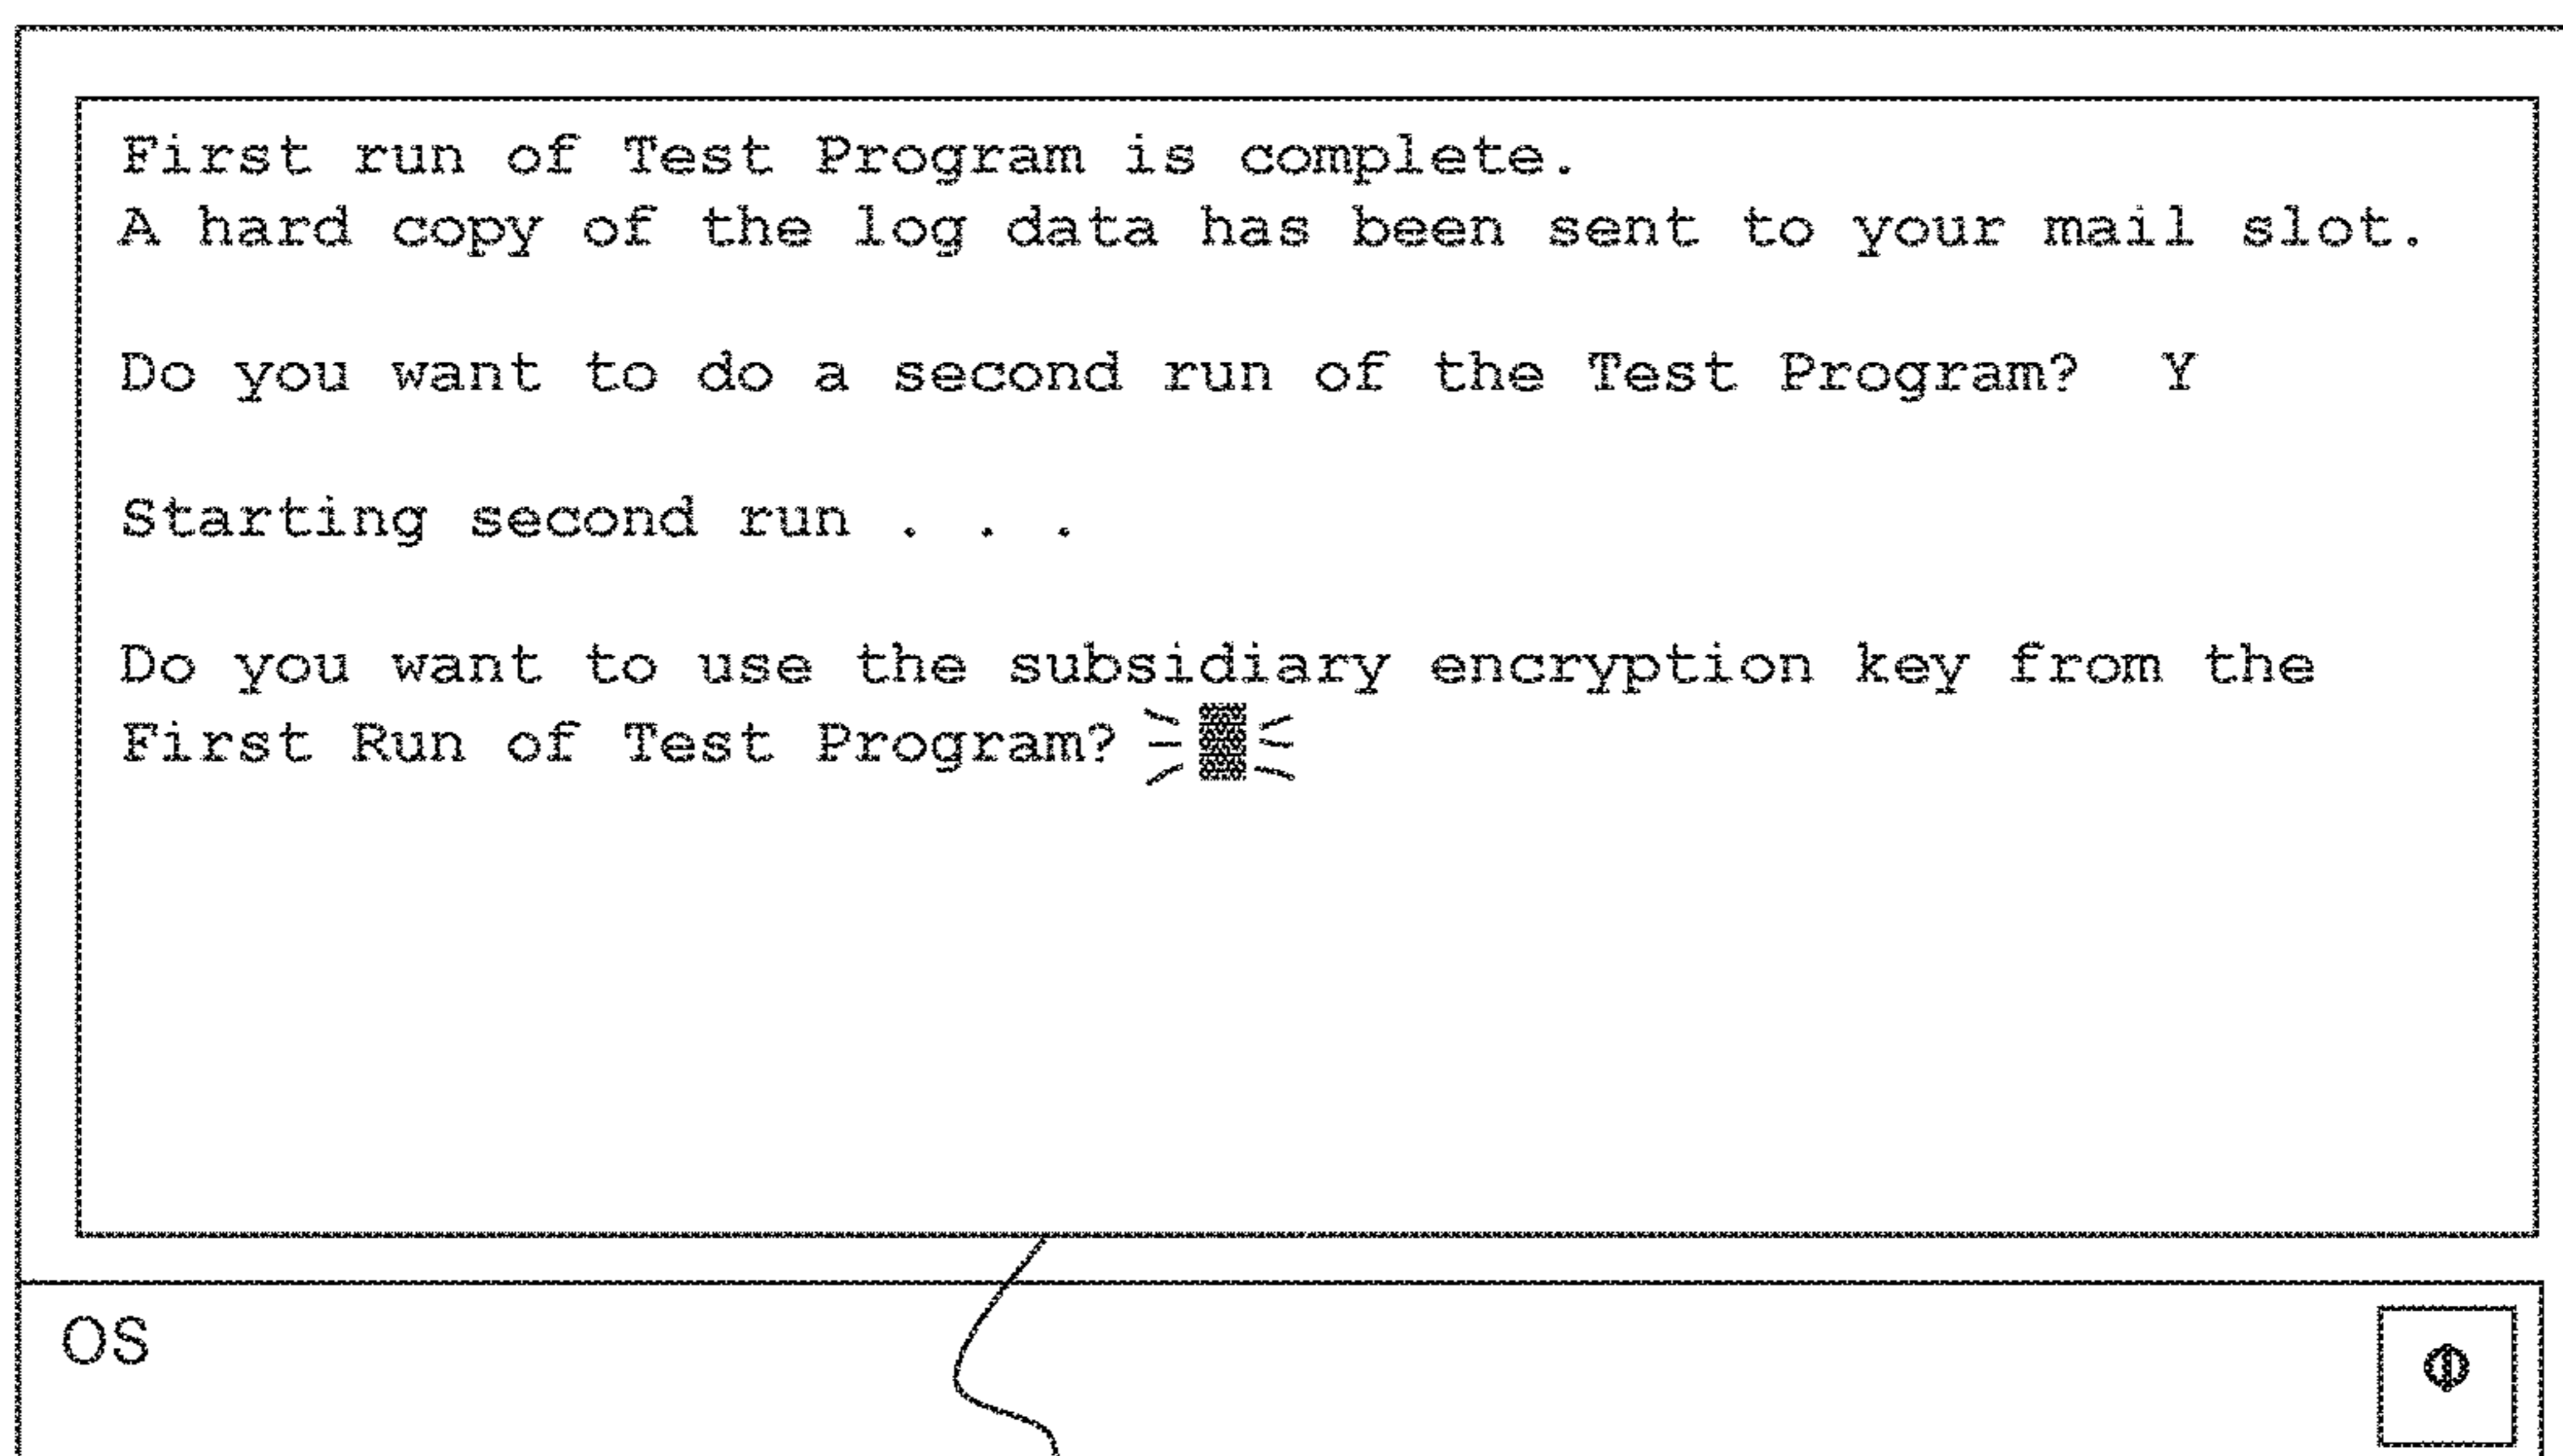 First run of Test Program is complete.
A hard copy of the log data has been sent to your mail slot.
Do you want to do a second run of the Test Program?  Y
Starting second run . . .
Do you want to use the subsidiary encryption key from the
First Run of Test Program?
OS